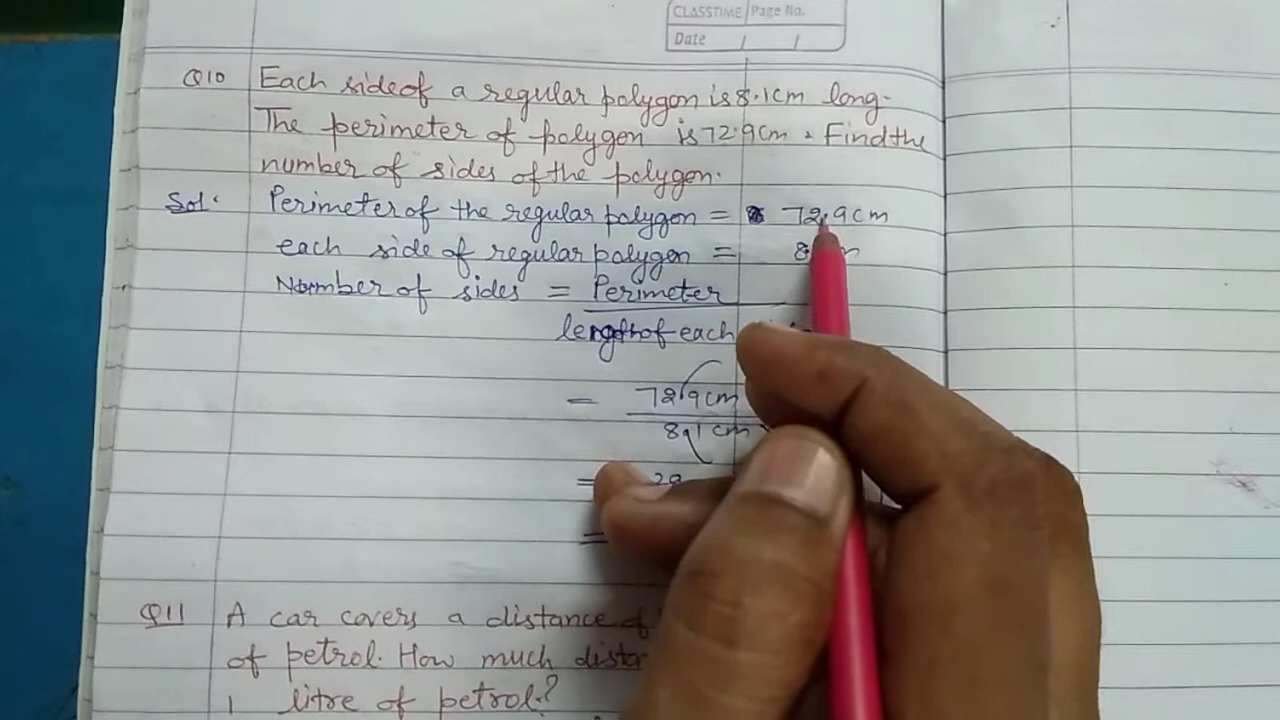 CLASSTIME Page No.
Date / /
Q10 Each side of a regular polygon is 8.1cm long.
The perimeter of polygon is 72.9cm. Find the
number of sides of the polygon.
Sol. Perimeter of the regular polygon = 72.9cm
each side of regular polygon = 8
Number of sides = Perimeter
length of each
= 72.9cm
8.1cm
=
=
Q11 A car covers a distance of
of petrol. How much
1 litre of petrol?